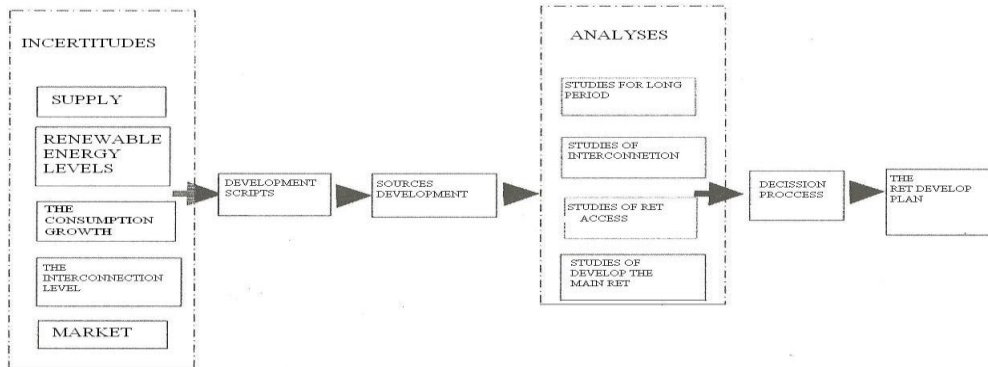 INCERTITUDES
SUPPLY
RENEWABLE
ENERGY
LEVELS
THE
CONSUMPTION
GROWTH
THE
INTERCONNECTION
LEVEL
MARKET
DEVELOPMENT
SCRIPTS
SOURCES
DEVELOPMENT
ANALYSES
STUDIES FOR LONG
PERIOD
STUDIES OF
INTERCONNETION
STUDIES OF RET
ACCESS
STUDIES OF
DEVELOP THE
MAIN RET
DECISSION
PROCCESS
THE
RET DEVELOP
PLAN